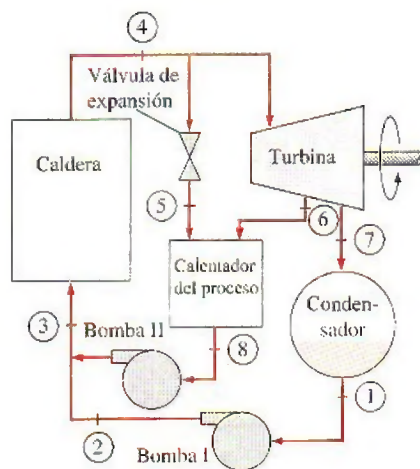 4
Válvula de
expansión
Caldera
Turbina
5
6
7
Calentador
del proceso
Conden-
sador
3
Bomba II
8
1
2
Bomba I